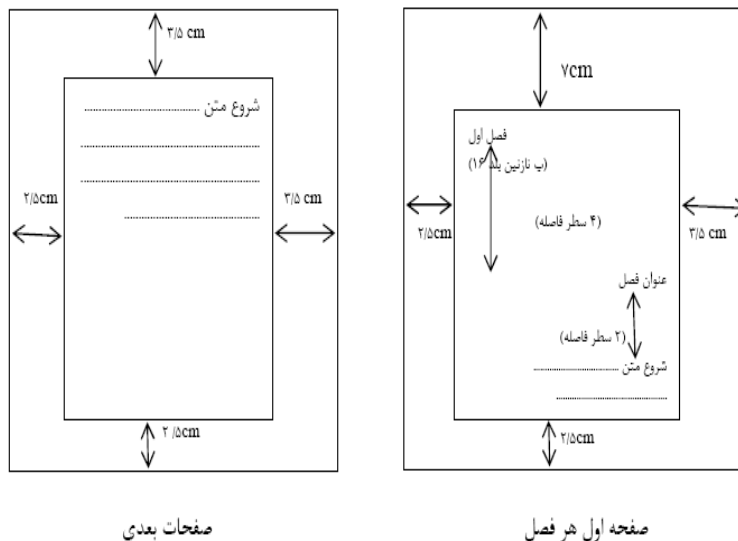 ۷cm
فصل اول
(ب نازنین بلد ۱۶)
۲/۵cm
۳/۵ cm
(۴ سطر فاصله)
عنوان فصل
(۲ سطر فاصله)
شروع متن ........................
................................
۲/۵cm
صفحه اول هر فصل
۳/۵ cm
شروع متن ................................
..................................................
..................................................
......................................
۲/۵cm
۳/۵ cm
۲/۵cm
صفحات بعدی